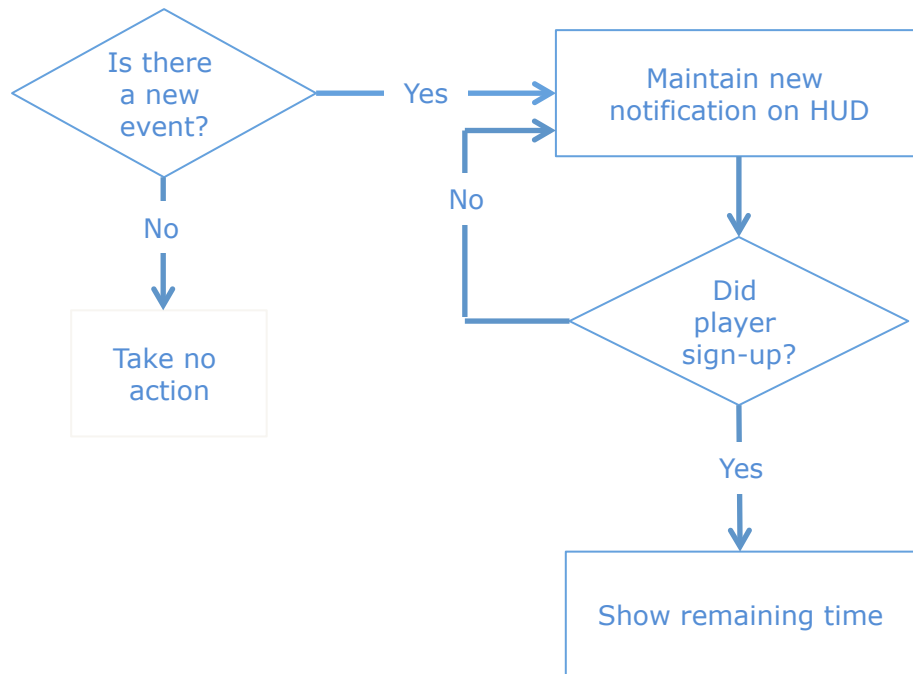 Is there
a new
event?
Yes
Maintain new
notification on HUD
No
No
Did
player
sign-up?
Take no
action
Yes
Show remaining time